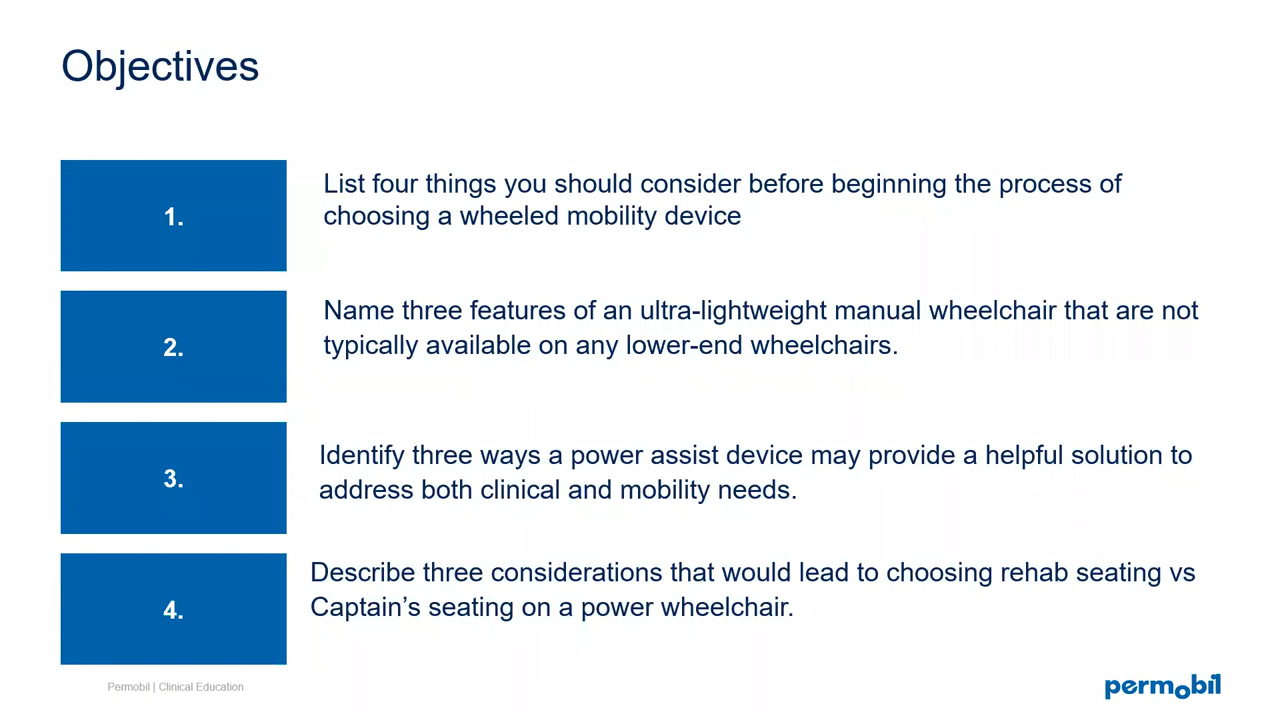 Objectives
1.
List four things you should consider before beginning the process of
choosing a wheeled mobility device
2.
Name three features of an ultra-lightweight manual wheelchair that are not
typically available on any lower-end wheelchairs.
3.
Identify three ways a power assist device may provide a helpful solution to
address both clinical and mobility needs.
4.
Describe three considerations that would lead to choosing rehab seating vs
Captain’s seating on a power wheelchair.
Permobil | Clinical Education
permobil